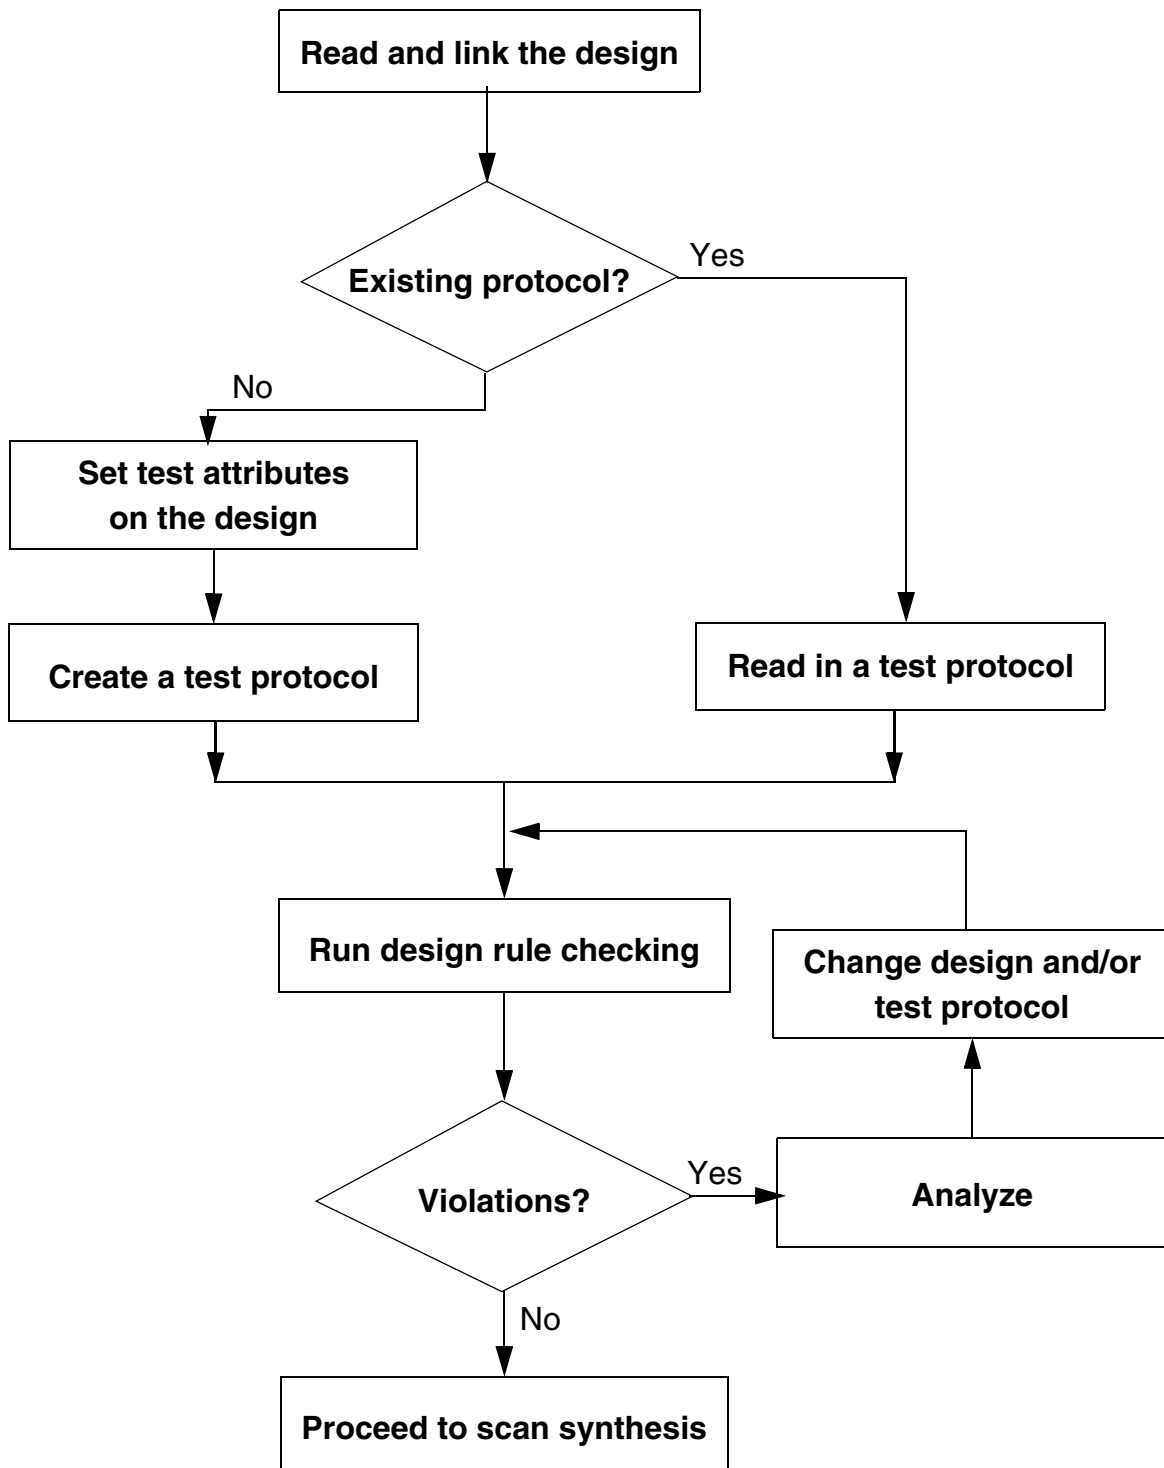 Read and link the design
Existing protocol?
Yes
No
Set test attributes
on the design
Create a test protocol
Read in a test protocol
Run design rule checking
Change design and/or
test protocol
Violations?
Yes
Analyze
No
Proceed to scan synthesis